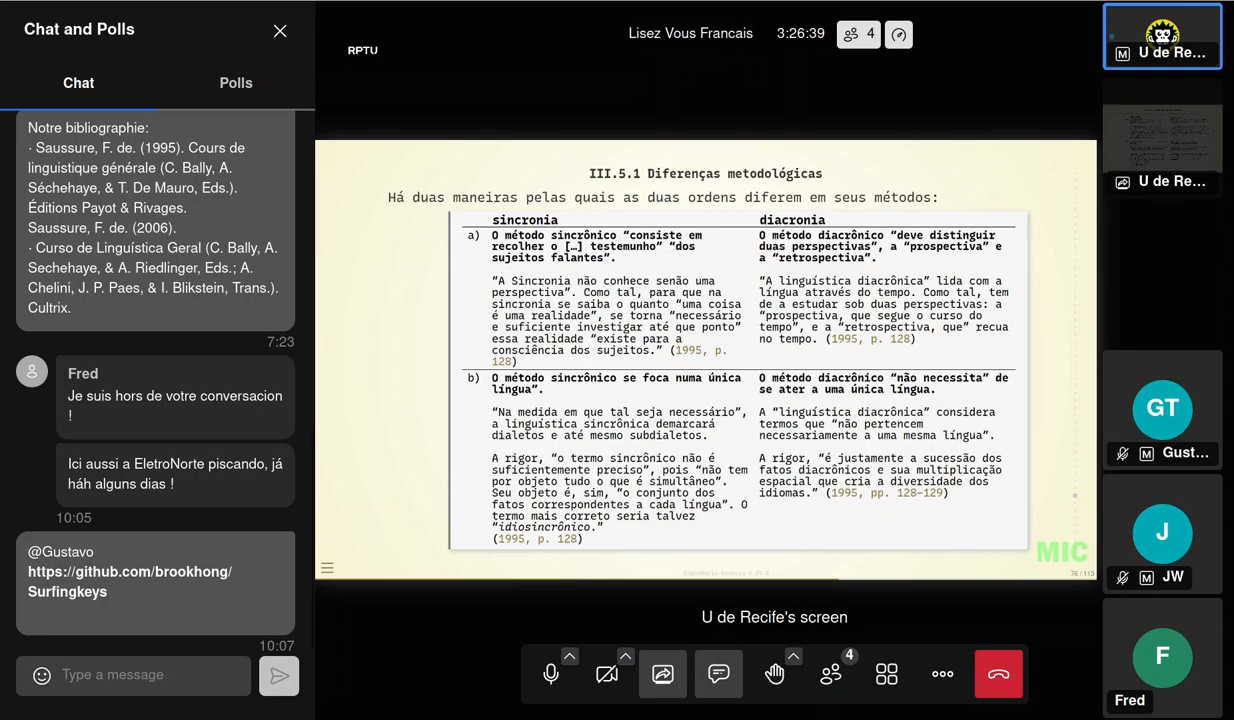 Chat and Polls
Chat
Polls
Notre bibliographie:
· Saussure, F. de. (1995). Cours de
linguistique générale (C. Bally, A.
Séchehaye, & T. De Mauro, Eds.).
Éditions Payot & Rivages.
Saussure, F. de. (2006).
· Curso de Linguística Geral (C. Bally, A.
Sechehaye, & A. Riedlinger, Eds.; A.
Chelini, J. P. Paes, & I. Blikstein, Trans.).
Cultrix.
7:23
Fred
Je suis hors de votre conversacion
!
Ici aussi a EletroNorte piscando, já
háh alguns dias !
10:05
@Gustavo
https://github.com/brookhong/
Surfingkeys
10:07
Type a message
RPTU
Lisez Vous Francais
3:26:39
4
III.5.1 Diferenças metodológicas
Há duas maneiras pelas quais as duas ordens diferem em seus métodos:
sincronia
a) O método sincrônico “consiste em
recolher o […] testemunho” “dos
sujeitos falantes”.
“A Sincronia não conhece senão uma
perspectiva”. Como tal, para que na
sincronia se saiba o quanto “uma coisa
é uma realidade”, se torna “necessário
e suficiente investigar até que ponto”
essa realidade “existe para a
consciência dos sujeitos.” (1995, p.
128)
diacronia
O método diacrônico “deve distinguir
duas perspectivas”, a “prospectiva” e
a “retrospectiva”.
“A linguística diacrônica” lida com a
língua através do tempo. Como tal, tem
de a estudar sob duas perspectivas: a
“prospectiva, que segue o curso do
tempo”, e a “retrospectiva, que” recua
no tempo. (1995, p. 128)
b) O método sincrônico se foca numa única
língua”.
“Na medida em que tal seja necessário”,
a linguística sincrônica demarcará
dialetos e até mesmo subdialetos.
A rigor, “o termo sincrônico não é
suficientemente preciso”, pois “não tem
por objeto tudo o que é simultâneo”.
Seu objeto é, sim, “o conjunto dos
fatos correspondentes a cada língua”. O
termo mais correto seria talvez
“idiosincrônico.”
(1995, p. 128)
O método diacrônico “não necessita” de
se ater a uma única língua.
A “linguística diacrônica” considera
termos que “não pertencem
necessariamente a uma mesma língua”.
A rigor, “é justamente a sucessão dos
fatos diacrônicos e sua multiplicação
espacial que cria a diversidade dos
idiomas.” (1995, pp. 128–129)
MIC
76 / 113
U de Recife's screen
4
U de Re...
U de Re...
GT
Gust...
J
JW
F
Fred